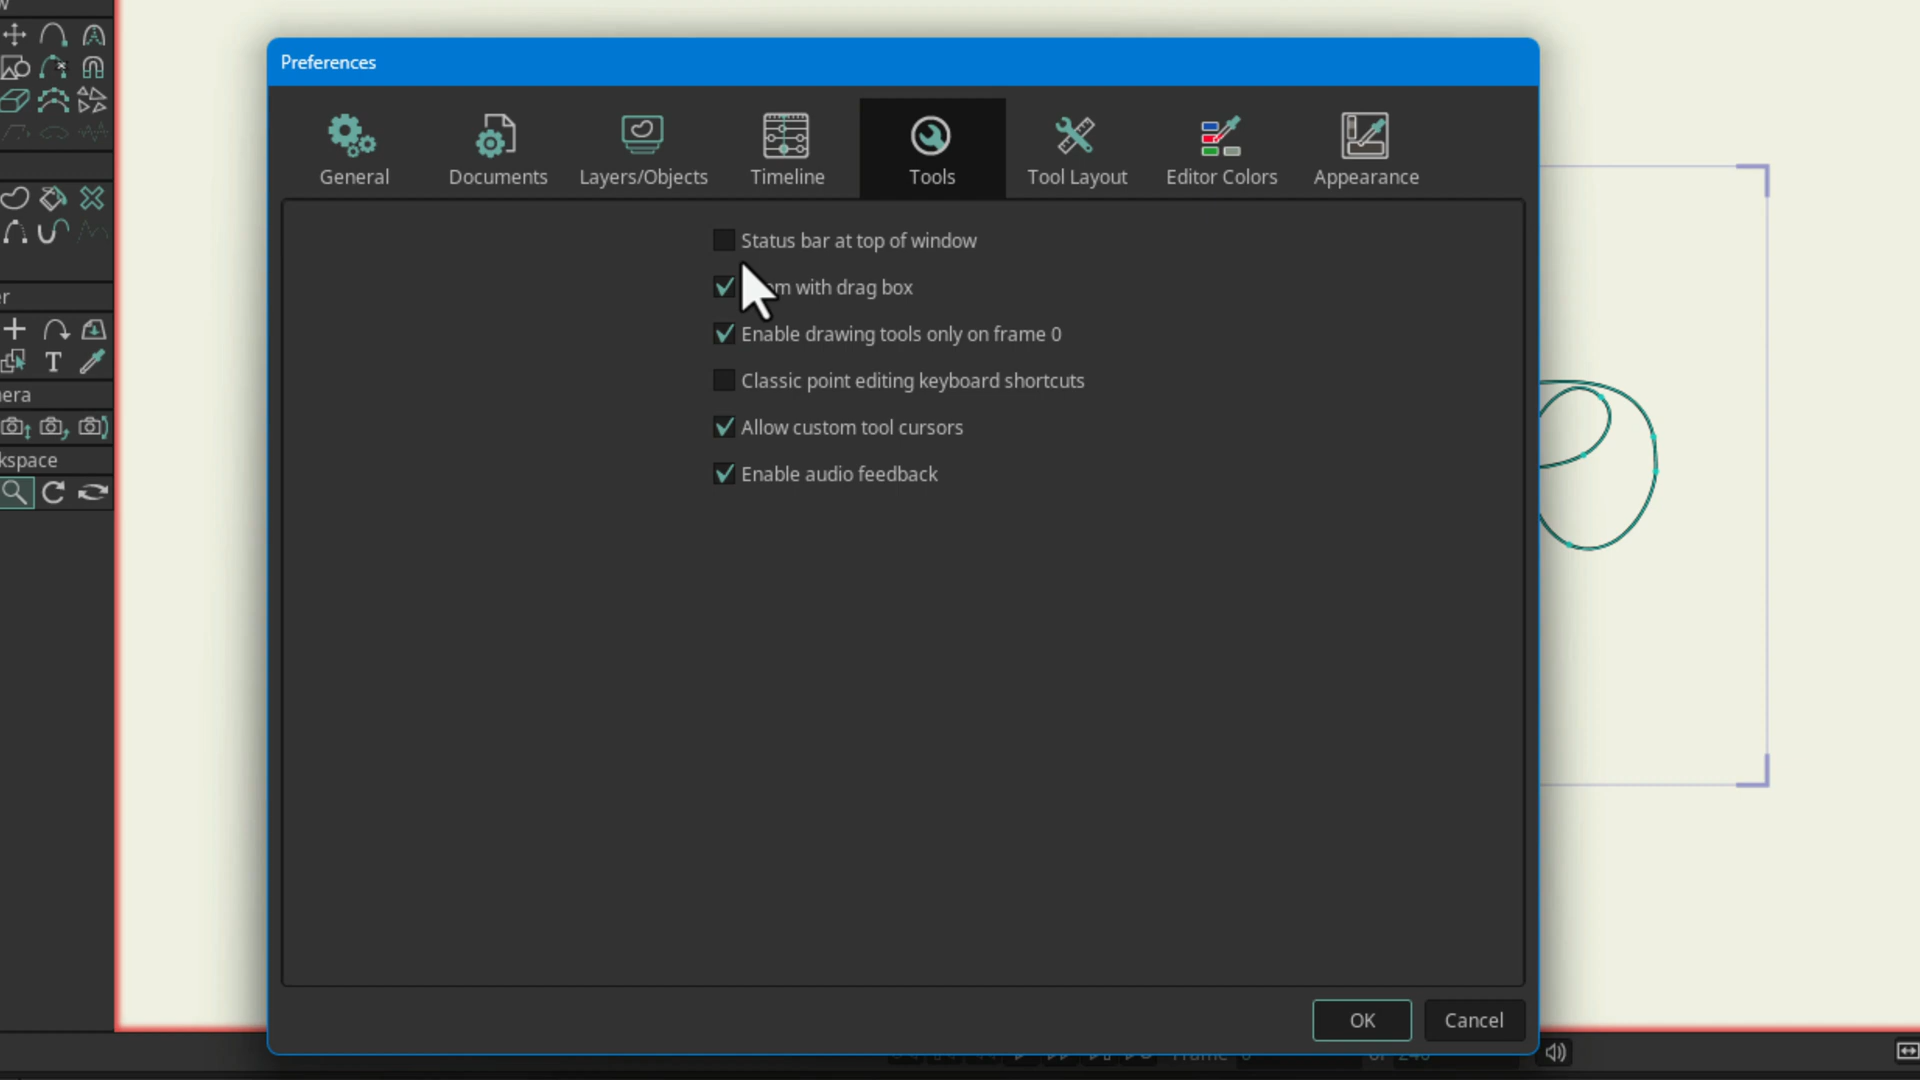 Preferences
General
Documents
Layers/Objects
Timeline
Tools
Tool Layout
Editor Colors
Appearance
Status bar at top of window
with drag box
Enable drawing tools only on frame 0
Classic point editing keyboard shortcuts
Allow custom tool cursors
Enable audio feedback
T
OK
Cancel